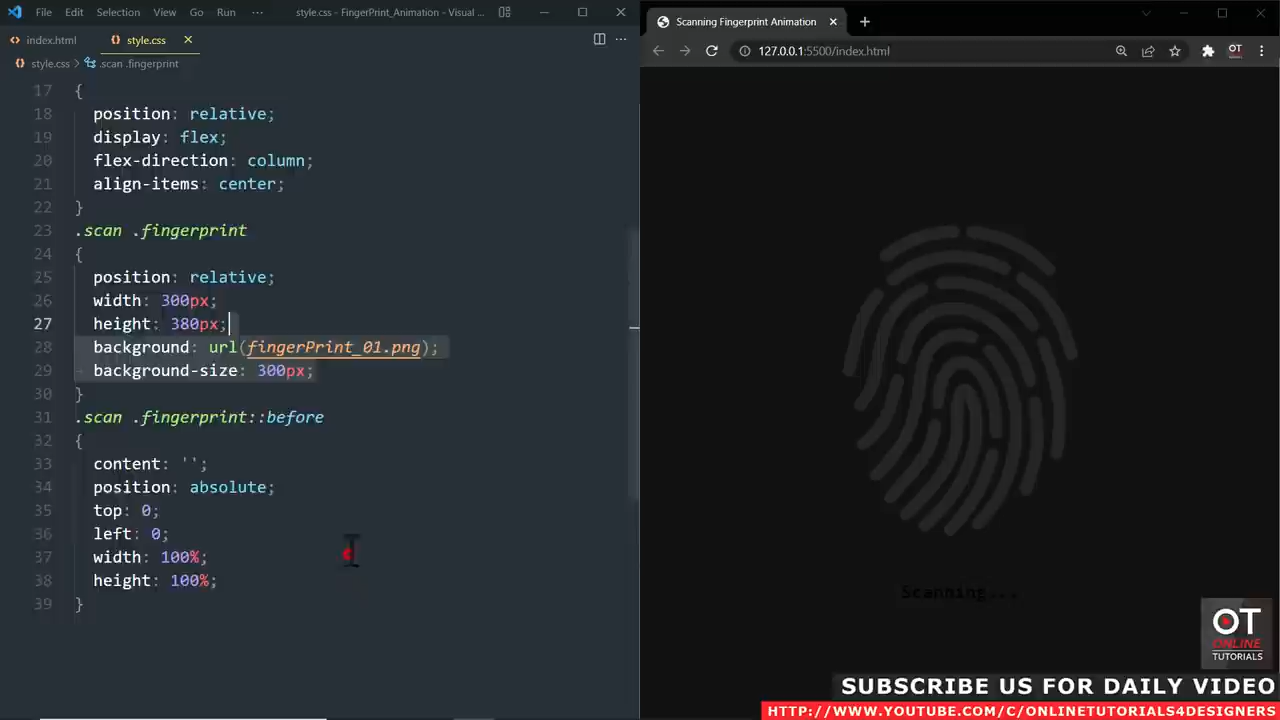 File Edit Selection View Go Run ··· style.css - FingerPrint_Animation - Visual ...
index.html style.css
style.css > .scan .fingerprint
17 {
18 position: relative;
19 display: flex;
20 flex-direction: column;
21 align-items: center;
22 }
23 .scan .fingerprint
24 {
25 position: relative;
26 width: 300px;
27 height: 380px;
28 background: url(fingerPrint_01.png);
29 background-size: 300px;
30 }
31 .scan .fingerprint::before
32 {
33 content: '';
34 position: absolute;
35 top: 0;
36 left: 0;
37 width: 100%;
38 height: 100%;
39 }
Scanning Fingerprint Animation
127.0.0.1:5500/index.html
OT
Scanning...
OT
ONLINE
TUTORIALS
SUBSCRIBE US FOR DAILY VIDEO
HTTP://WWW.YOUTUBE.COM/C/ONLINETUTORIALS4DESIGNERS